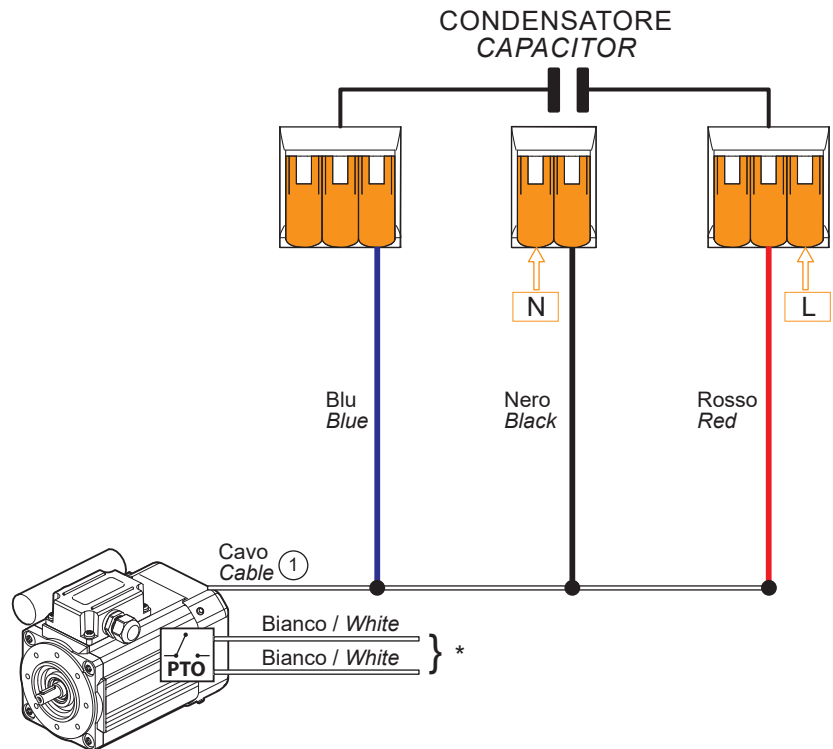 CONDENSATORE
CAPACITOR
N
L
Blu
Blue
Nero
Black
Rosso
Red
Cavo
Cable 1
Bianco / White
Bianco / White
} *
PTO